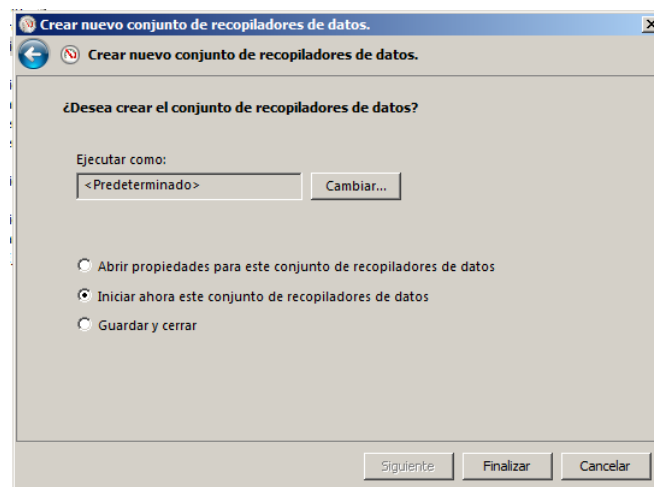 Crear nuevo conjunto de recopiladores de datos.
Crear nuevo conjunto de recopiladores de datos.
¿Desea crear el conjunto de recopiladores de datos?
Ejecutar como:
<Predeterminado>
Cambiar...
Abrir propiedades para este conjunto de recopiladores de datos
Iniciar ahora este conjunto de recopiladores de datos
Guardar y cerrar
Siguiente
Finalizar
Cancelar